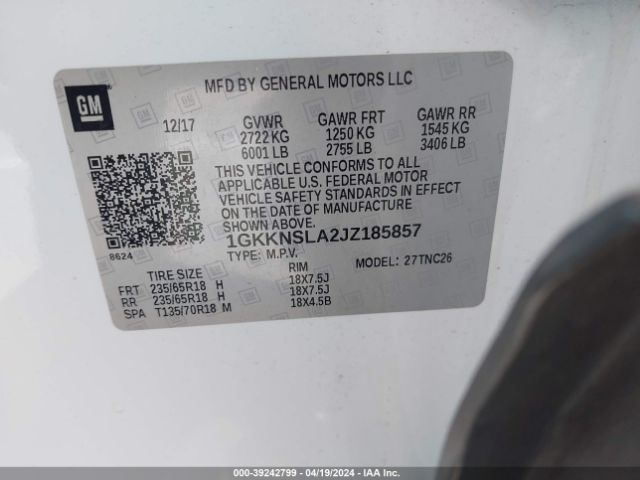 MFD BY GENERAL MOTORS LLC
GM
12/17 GVWR GAWR FRT GAWR RR
2722 KG 1250 KG 1545 KG
6001 LB 2755 LB 3406 LB
THIS VEHICLE CONFORMS TO ALL
APPLICABLE U.S. FEDERAL MOTOR
VEHICLE SAFETY STANDARDS IN EFFECT
ON THE DATE OF MANUFACTURE
SHOWN ABOVE.
1GKKNSLA2JZ185857
8624 TYPE: M.P.V. MODEL: 27TNC26
TIRE SIZE RIM
FRT 235/65R18 H 18X7.5J
RR 235/65R18 H 18X7.5J
SPA T135/70R18 M 18X4.5B
000-39242799 - 04/19/2024 - IAA Inc.